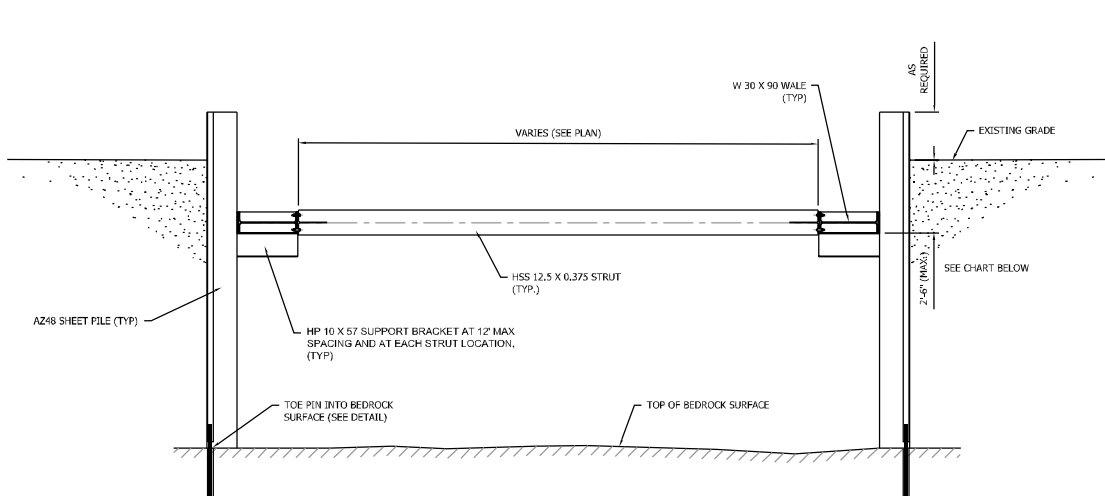 AS
REQUIRED
W 30 X 90 WALE
(TYP)
VARIES (SEE PLAN)
EXISTING GRADE
2'-6" (MAX.)
SEE CHART BELOW
HSS 12.5 X 0.375 STRUT
(TYP.)
AZ48 SHEET PILE (TYP)
HP 10 X 57 SUPPORT BRACKET AT 12' MAX
SPACING AND AT EACH STRUT LOCATION,
(TYP)
TOE PIN INTO BEDROCK
SURFACE (SEE DETAIL)
TOP OF BEDROCK SURFACE